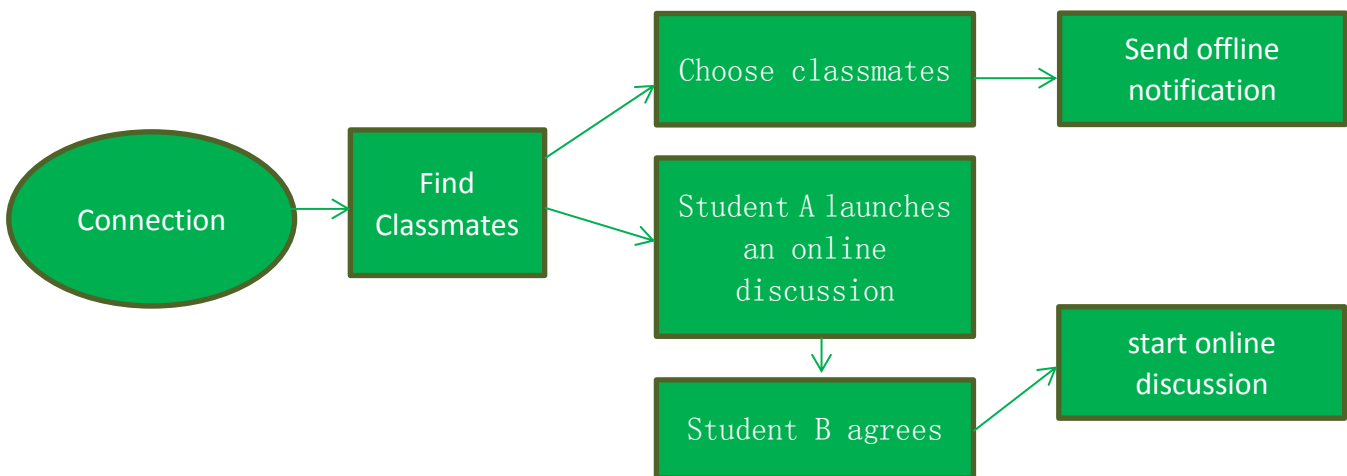 Connection
Find
Classmates
Choose classmates
Send offline
notification
Student A launches
an online
discussion
Student B agrees
start online
discussion